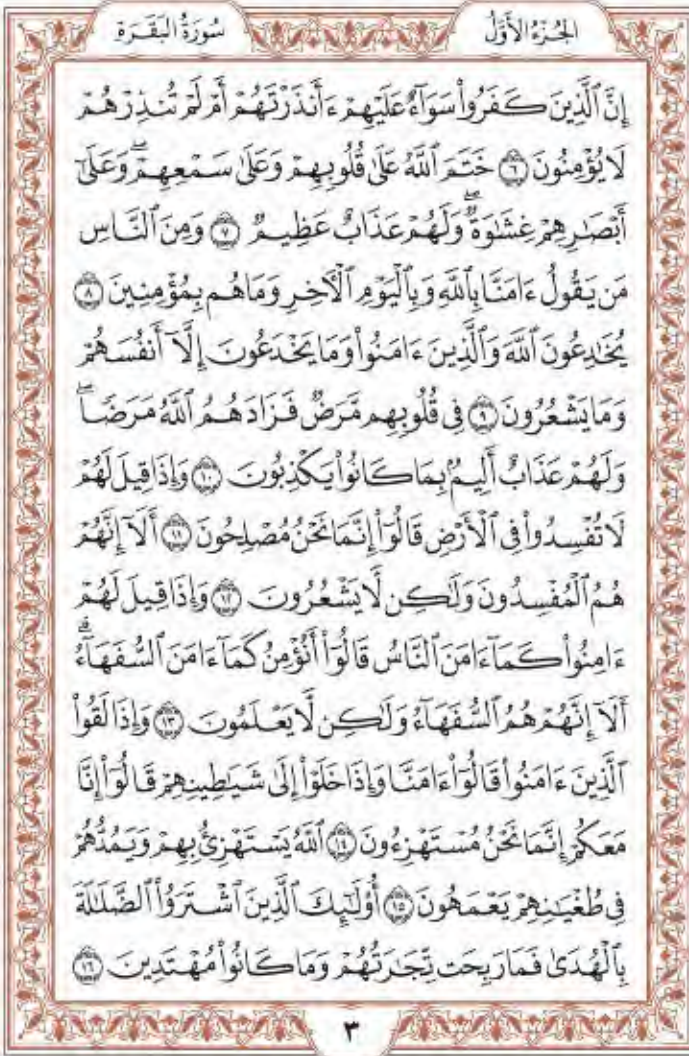 الجُزْءُ الأَوَّلُ
سُورَةُ البَقَرَةِ
إِنَّ ٱلَّذِينَ كَفَرُواْ سَوَآءٌ عَلَيْهِمْ ءَأَنذَرْتَهُمْ أَمْ لَمْ تُنذِرْهُمْ
لَا يُؤْمِنُونَ ٦ خَتَمَ ٱللَّهُ عَلَىٰ قُلُوبِهِمْ وَعَلَىٰ سَمْعِهِمْۖ وَعَلَىٰٓ
أَبْصَٰرِهِمْ غِشَٰوَةٌۖ وَلَهُمْ عَذَابٌ عَظِيمٌ ٧ وَمِنَ ٱلنَّاسِ
مَن يَقُولُ ءَامَنَّا بِٱللَّهِ وَبِٱلْيَوْمِ ٱلْأٓخِرِ وَمَا هُم بِمُؤْمِنِينَ ٨
يُخَٰدِعُونَ ٱللَّهَ وَٱلَّذِينَ ءَامَنُواْ وَمَا يَخْدَعُونَ إِلَّآ أَنفُسَهُمْ
وَمَا يَشْعُرُونَ ٩ فِي قُلُوبِهِم مَّرَضٌ فَزَادَهُمُ ٱللَّهُ مَرَضًاۖ
وَلَهُمْ عَذَابٌ أَلِيمُۢ بِمَا كَانُواْ يَكْذِبُونَ ١٠ وَإِذَا قِيلَ لَهُمْ
لَا تُفْسِدُواْ فِي ٱلْأَرْضِ قَالُوٓاْ إِنَّمَا نَحْنُ مُصْلِحُونَ ١١ أَلَآ إِنَّهُمْ
هُمُ ٱلْمُفْسِدُونَ وَلَٰكِن لَّا يَشْعُرُونَ ١٢ وَإِذَا قِيلَ لَهُمْ
ءَامِنُواْ كَمَآ ءَامَنَ ٱلنَّاسُ قَالُوٓاْ أَنُؤْمِنُ كَمَآ ءَامَنَ ٱلسُّفَهَآءُۗ
أَلَآ إِنَّهُمْ هُمُ ٱلسُّفَهَآءُ وَلَٰكِن لَّا يَعْلَمُونَ ١٣ وَإِذَا لَقُواْ
ٱلَّذِينَ ءَامَنُواْ قَالُوٓاْ ءَامَنَّا وَإِذَا خَلَوْاْ إِلَىٰ شَيَٰطِينِهِمْ قَالُوٓاْ إِنَّا
مَعَكُمْ إِنَّمَا نَحْنُ مُسْتَهْزِءُونَ ١٤ ٱللَّهُ يَسْتَهْزِئُ بِهِمْ وَيَمُدُّهُمْ
فِي طُغْيَٰنِهِمْ يَعْمَهُونَ ١٥ أُوْلَٰٓئِكَ ٱلَّذِينَ ٱشْتَرَوُاْ ٱلضَّلَٰلَةَ
بِٱلْهُدَىٰ فَمَا رَبِحَت تِّجَٰرَتُهُمْ وَمَا كَانُواْ مُهْتَدِينَ ١٦
٣